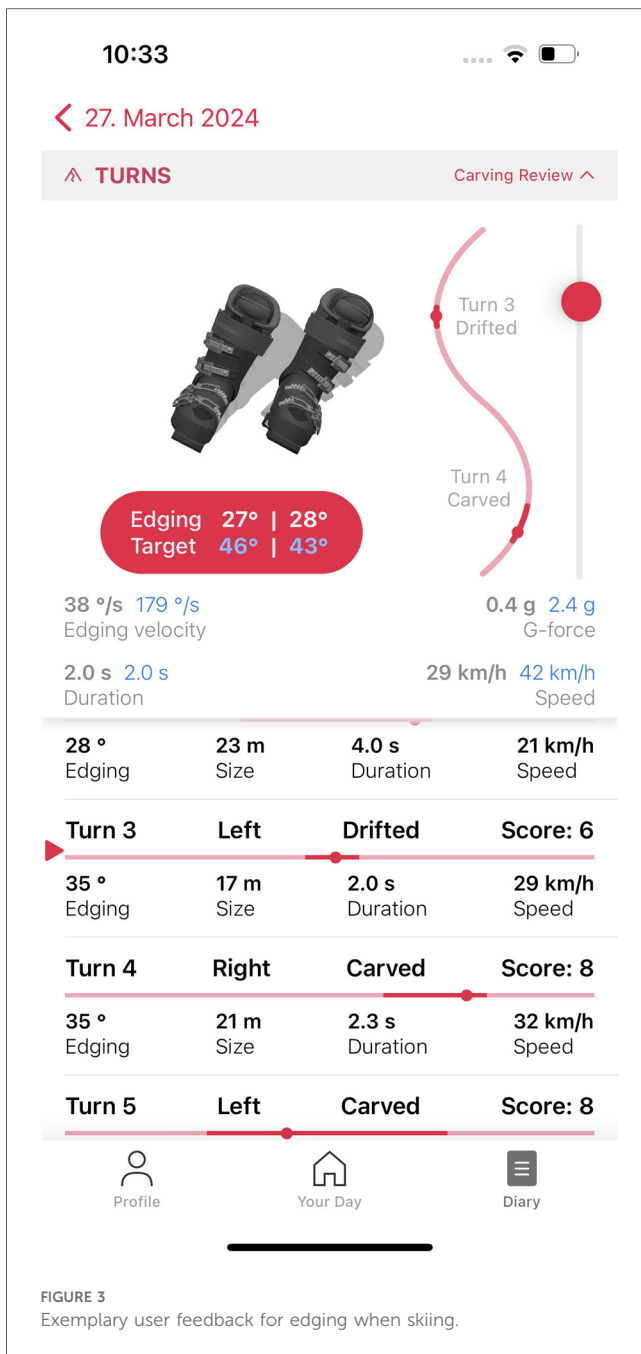 10:33
27. March 2024
TURNS Carving Review
Turn 3
Drifted
Turn 4
Carved
Edging 27° | 28°
Target 46° | 43°
38 °/s 179 °/s 0.4 g 2.4 g
Edging velocity G-force
2.0 s 2.0 s 29 km/h 42 km/h
Duration Speed
28 ° 23 m 4.0 s 21 km/h
Edging Size Duration Speed
Turn 3 Left Drifted Score: 6
35 ° 17 m 2.0 s 29 km/h
Edging Size Duration Speed
Turn 4 Right Carved Score: 8
35 ° 21 m 2.3 s 32 km/h
Edging Size Duration Speed
Turn 5 Left Carved Score: 8
Profile Your Day Diary
FIGURE 3
Exemplary user feedback for edging when skiing.